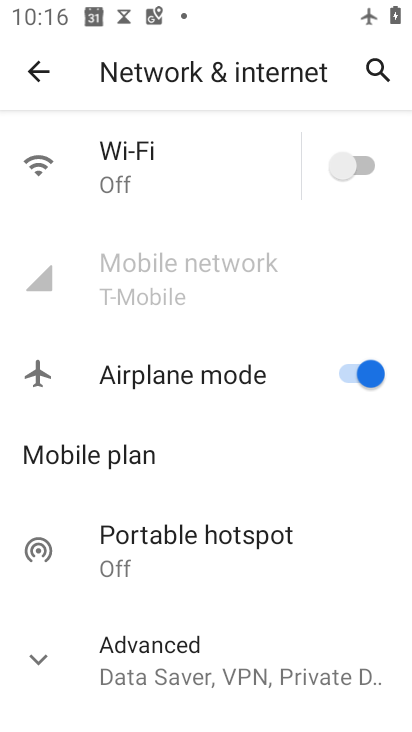 10:16
31
Network & internet
Wi-Fi
Off
Mobile network
T-Mobile
Airplane mode
Mobile plan
Portable hotspot
Off
Advanced
Data Saver, VPN, Private D..